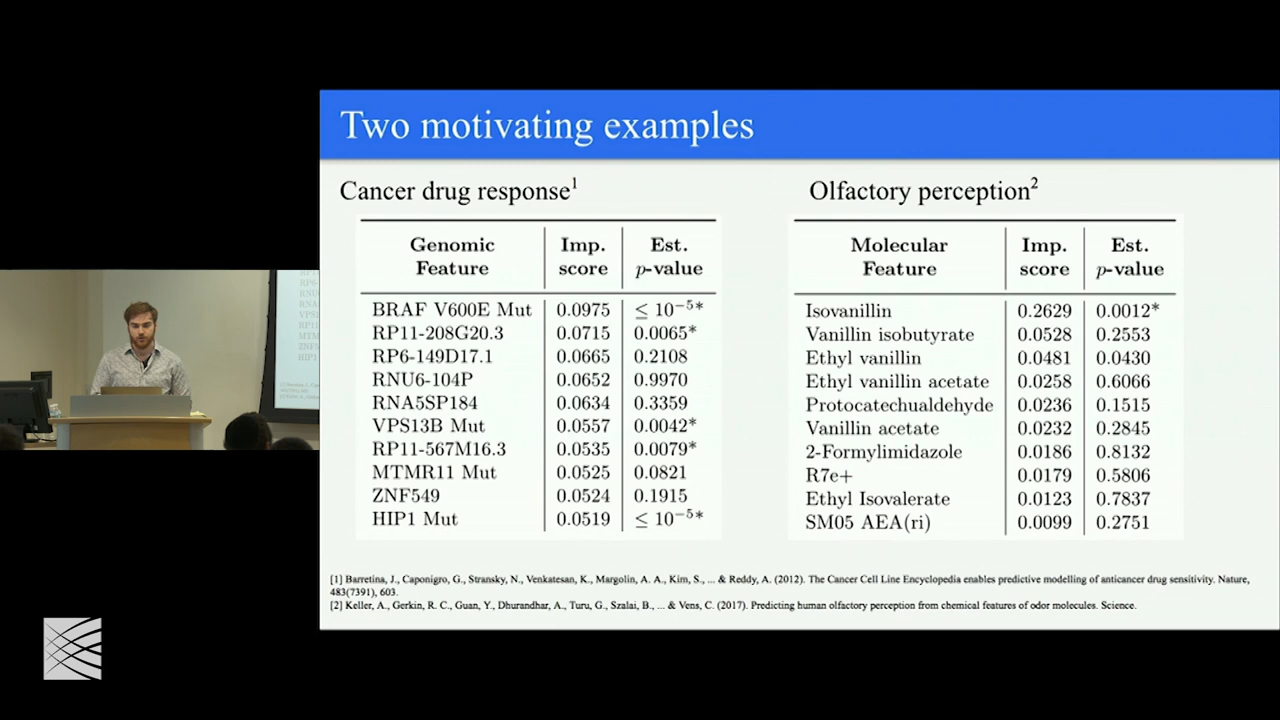 Two motivating examples
Cancer drug response1
Genomic Feature | Imp. score | Est. p-value
BRAF V600E Mut 0.0975 ≤ 10−5*
RP11-208G20.3 0.0715 0.0065*
RP6-149D17.1 0.0665 0.2108
RNU6-104P 0.0652 0.9970
RNA5SP184 0.0634 0.3359
VPS13B Mut 0.0557 0.0042*
RP11-567M16.3 0.0535 0.0079*
MTMR11 Mut 0.0525 0.0821
ZNF549 0.0524 0.1915
HIP1 Mut 0.0519 ≤ 10−5*
Olfactory perception2
Molecular Feature | Imp. score | Est. p-value
Isovanillin 0.2629 0.0012*
Vanillin isobutyrate 0.0528 0.2553
Ethyl vanillin 0.0481 0.0430
Ethyl vanillin acetate 0.0258 0.6066
Protocatechualdehyde 0.0236 0.1515
Vanillin acetate 0.0232 0.2845
2-Formylimidazole 0.0186 0.8132
R7e+ 0.0179 0.5806
Ethyl Isovalerate 0.0123 0.7837
SM05 AEA(ri) 0.0099 0.2751
[1] Barretina, J., Caponigro, G., Stransky, N., Venkatesan, K., Margolin, A. A., Kim, S., ... & Reddy, A. (2012). The Cancer Cell Line Encyclopedia enables predictive modelling of anticancer drug sensitivity. Nature,
483(7391), 603.
[2] Keller, A., Gerkin, R. C., Guan, Y., Dhurandhar, A., Turu, G., Szalai, B., ... & Vens, C. (2017). Predicting human olfactory perception from chemical features of odor molecules. Science.